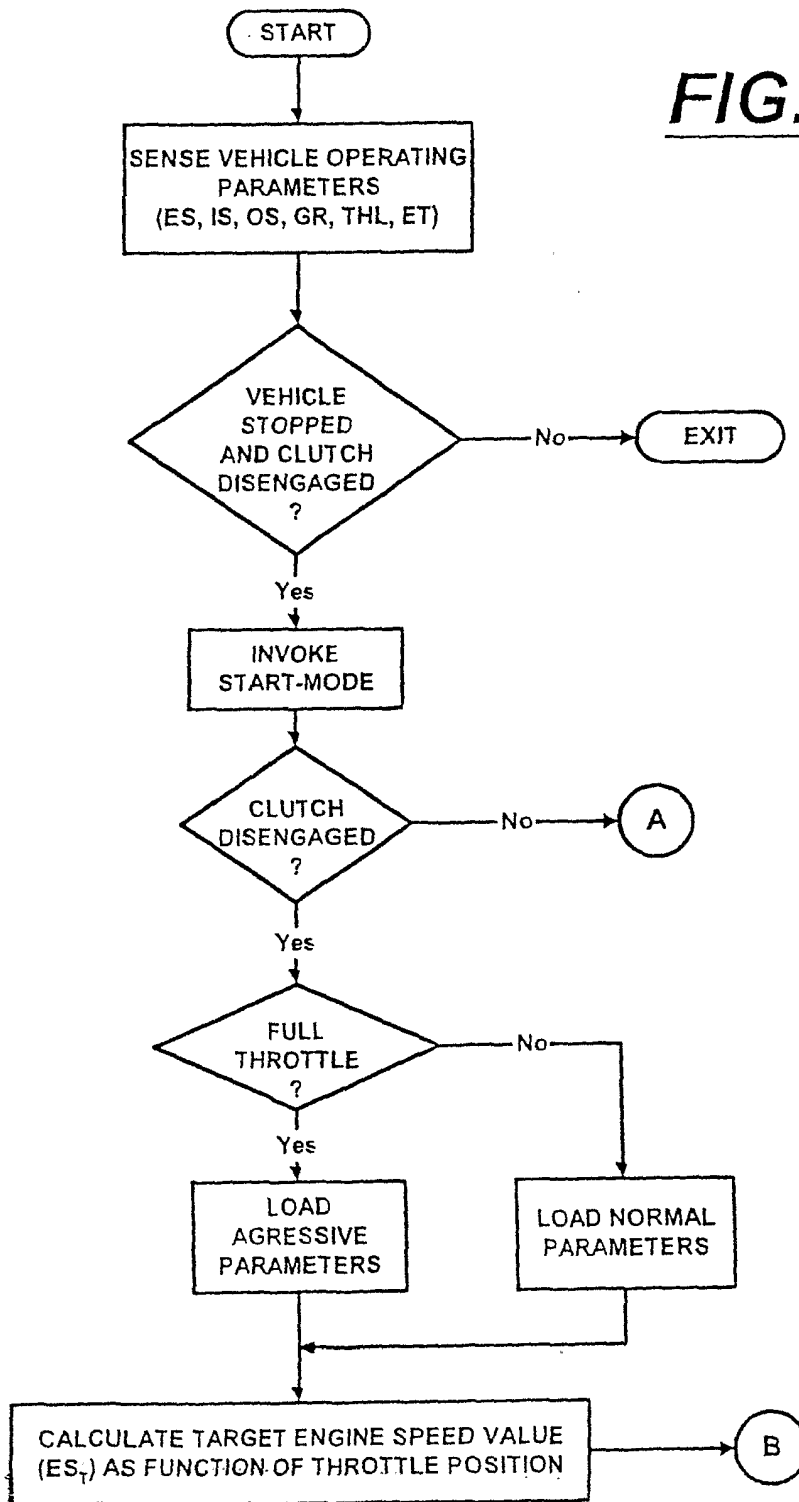 START
FIG.
SENSE VEHICLE OPERATING
PARAMETERS
(ES, IS, OS, GR, THL, ET)
VEHICLE
STOPPED
AND CLUTCH
DISENGAGED
?
No
EXIT
Yes
INVOKE
START-MODE
CLUTCH
DISENGAGED
?
No
A
Yes
FULL
THROTTLE
?
No
Yes
LOAD
AGRESSIVE
PARAMETERS
LOAD NORMAL
PARAMETERS
CALCULATE TARGET ENGINE SPEED VALUE
(ES_T) AS FUNCTION OF THROTTLE POSITION
B